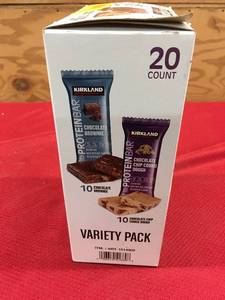 20
COUNT
KIRKLAND
PROTEIN BAR
CHOCOLATE
BROWNIE
KIRKLAND
PROTEIN BAR
CHOCOLATE
CHIP COOKIE
DOUGH
10 CHOCOLATE
BROWNIE
10 CHOCOLATE CHIP
COOKIE DOUGH
VARIETY PACK